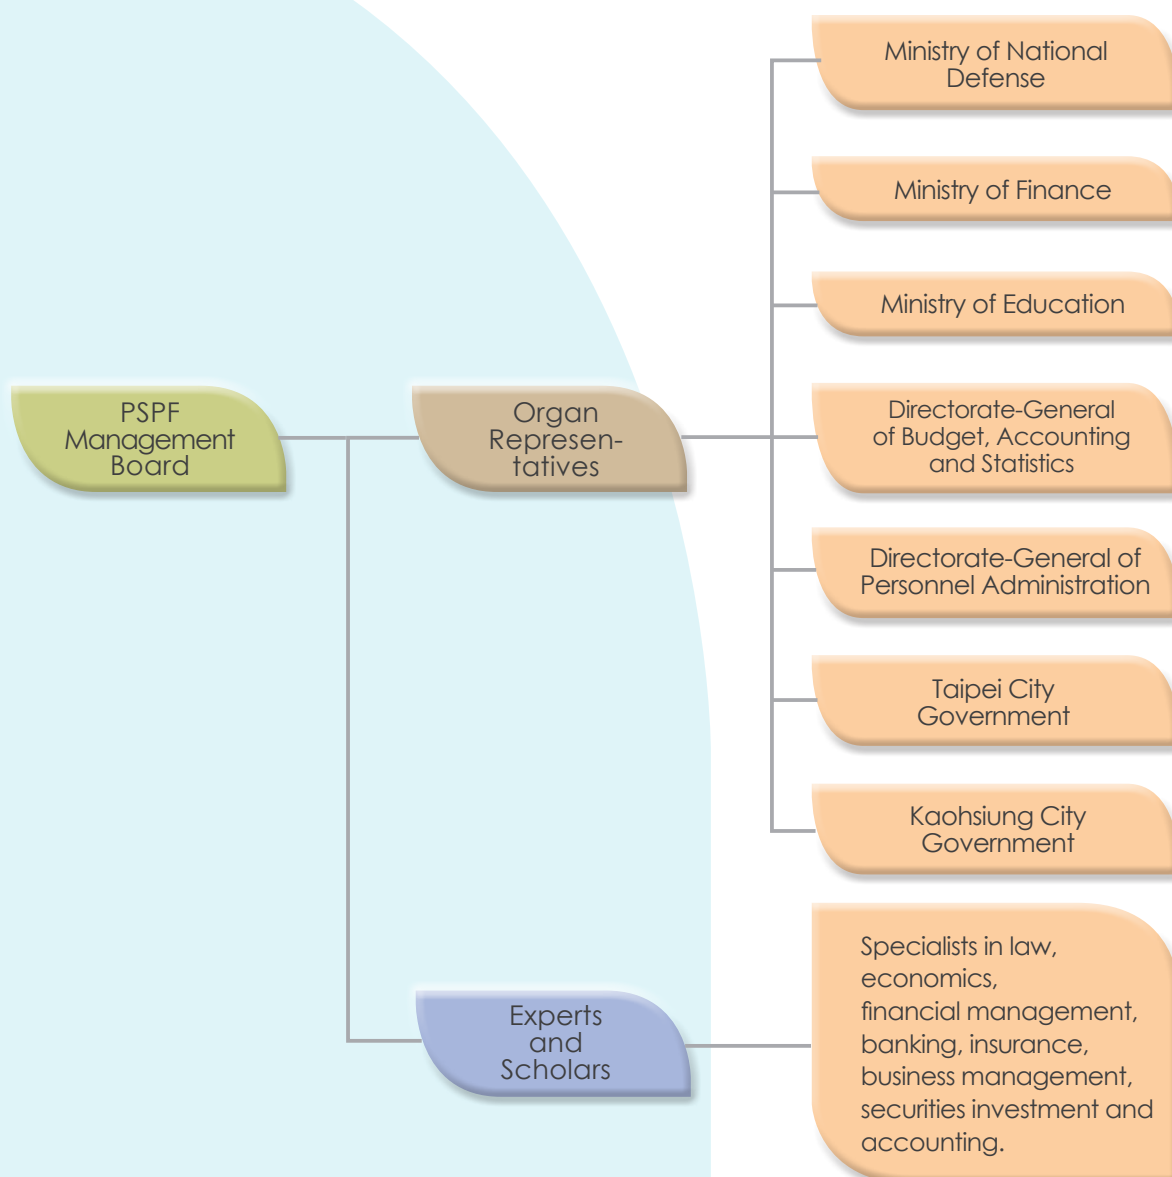 PSPF
Management
Board
Organ
Represen-
tatives
Ministry of National
Defense
Ministry of Finance
Ministry of Education
Directorate-General
of Budget, Accounting
and Statistics
Directorate-General of
Personnel Administration
Taipei City
Government
Kaohsiung City
Government
Experts
and
Scholars
Specialists in law,
economics,
financial management,
banking, insurance,
business management,
securities investment and
accounting.